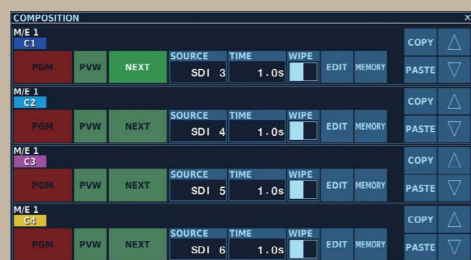 COMPOSITION x
M/E 1
C1 COPY
SOURCE TIME WIPE
PGM PVW NEXT SDI 3 1.0s EDIT MEMORY PASTE
M/E 1
C2 COPY
SOURCE TIME WIPE
PGM PVW NEXT SDI 4 1.0s EDIT MEMORY PASTE
M/E 1
C3 COPY
SOURCE TIME WIPE
PGM PVW NEXT SDI 5 1.0s EDIT MEMORY PASTE
M/E 1
C4 COPY
SOURCE TIME WIPE
PGM PVW NEXT SDI 6 1.0s EDIT MEMORY PASTE